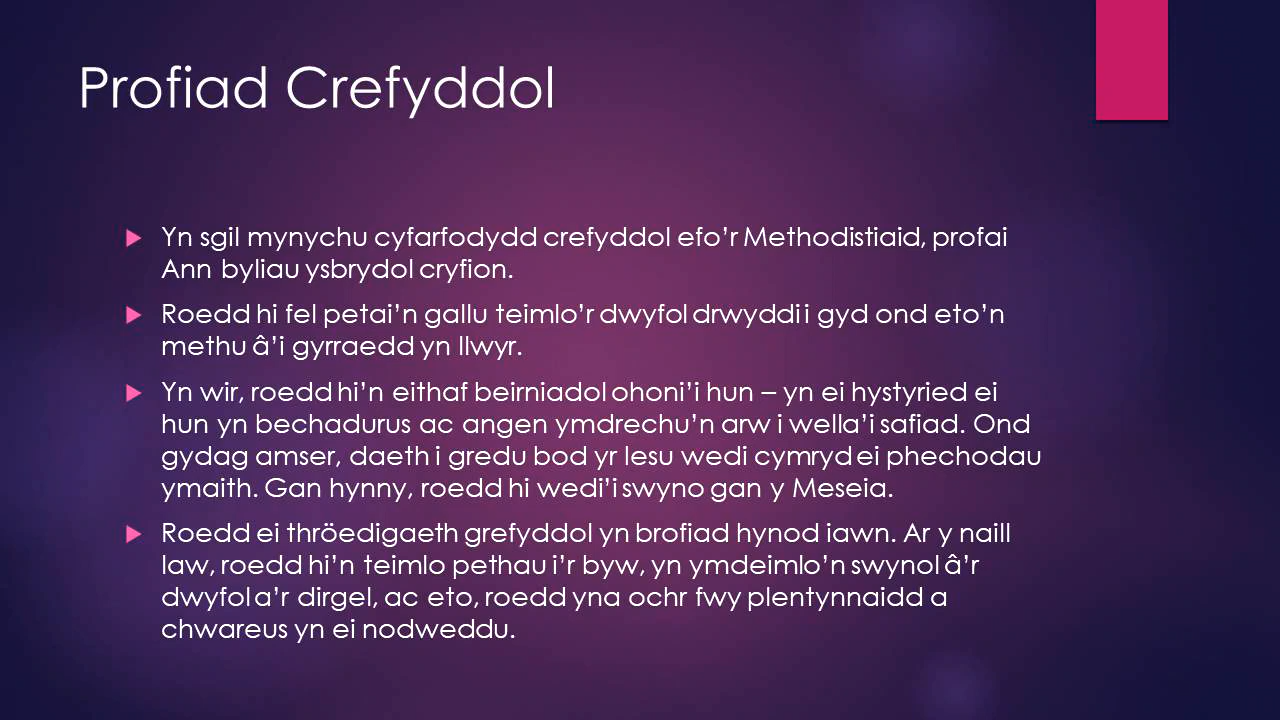 Profiad Crefyddol
Yn sgil mynychu cyfarfodydd crefyddol efo’r Methodistiaid, profai
Ann byliau ysbrydol cryfion.
Roedd hi fel petai’n gallu teimlo’r dwyfol drwyddi i gyd ond eto’n
methu â’i gyrraedd yn llwyr.
Yn wir, roedd hi’n eithaf beirniadol ohoni’i hun – yn ei hystyried ei
hun yn bechadurus ac angen ymdrechu’n arw i wella’i safiad. Ond
gydag amser, daeth i gredu bod yr Iesu wedi cymryd ei phechodau
ymaith. Gan hynny, roedd hi wedi’i swyno gan y Meseia.
Roedd ei thröedigaeth grefyddol yn brofiad hynod iawn. Ar y naill
law, roedd hi’n teimlo pethau i’r byw, yn ymdeimlo’n swynol â’r
dwyfol a’r dirgel, ac eto, roedd yna ochr fwy plentynnaidd a
chwareus yn ei nodweddu.